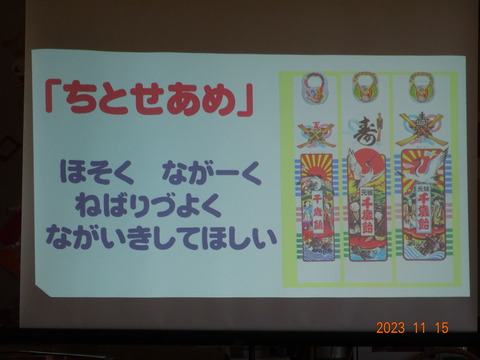 「ちとせあめ」
ほそく　ながーく
ねばりづよく
ながいきしてほしい
寿
千歳飴
千歳飴
千歳飴
2023 11 15